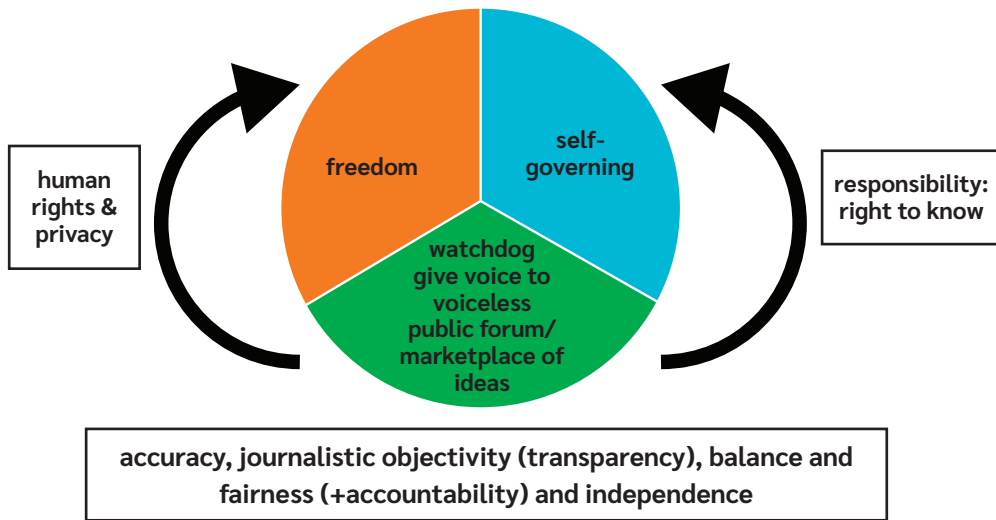 freedom
self-
governing
human
rights &
privacy
responsibility:
right to know
watchdog
give voice to
voiceless
public forum/
marketplace of
ideas
accuracy, journalistic objectivity (transparency), balance and
fairness (+accountability) and independence